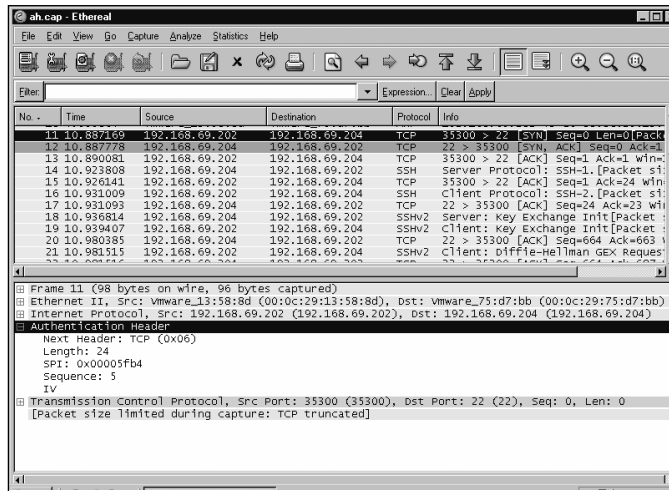 ah.cap - Ethereal
File Edit View Go Capture Analyze Statistics Help
Filter: Expression... Clear Apply
No. - Time Source Destination Protocol Info
11 10.887169 192.168.69.202 192.168.69.204 TCP 35300 > 22 [SYN] Seq=0 Len=0[Pack
12 10.887778 192.168.69.204 192.168.69.202 TCP 22 > 35300 [SYN, ACK] Seq=0 Ack=1
13 10.890081 192.168.69.202 192.168.69.204 TCP 35300 > 22 [ACK] Seq=1 Ack=1 Win=
14 10.923808 192.168.69.204 192.168.69.202 SSH Server Protocol: SSH-1.[Packet si
15 10.926141 192.168.69.202 192.168.69.204 TCP 35300 > 22 [ACK] Seq=1 Ack=24 Win
16 10.931009 192.168.69.202 192.168.69.204 SSH Client Protocol: SSH-2.[Packet si
17 10.931093 192.168.69.204 192.168.69.202 TCP 22 > 35300 [ACK] Seq=24 Ack=23 Wi
18 10.936814 192.168.69.204 192.168.69.202 SSHv2 Server: Key Exchange Init[Packet
19 10.939407 192.168.69.202 192.168.69.204 SSHv2 Client: Key Exchange Init[Packet
20 10.980385 192.168.69.204 192.168.69.202 TCP 22 > 35300 [ACK] Seq=664 Ack=663
21 10.981515 192.168.69.202 192.168.69.204 SSHv2 Client: Diffie-Hellman GEX Reques
Frame 11 (98 bytes on wire, 96 bytes captured)
Ethernet II, Src: Vmware_13:58:8d (00:0c:29:13:58:8d), Dst: Vmware_75:d7:bb (00:0c:29:75:d7:bb)
Internet Protocol, Src: 192.168.69.202 (192.168.69.202), Dst: 192.168.69.204 (192.168.69.204)
Authentication Header
Next Header: TCP (0x06)
Length: 24
SPI: 0x00005fb4
Sequence: 5
IV
Transmission Control Protocol, Src Port: 35300 (35300), Dst Port: 22 (22), Seq: 0, Len: 0
[Packet size limited during capture: TCP truncated]